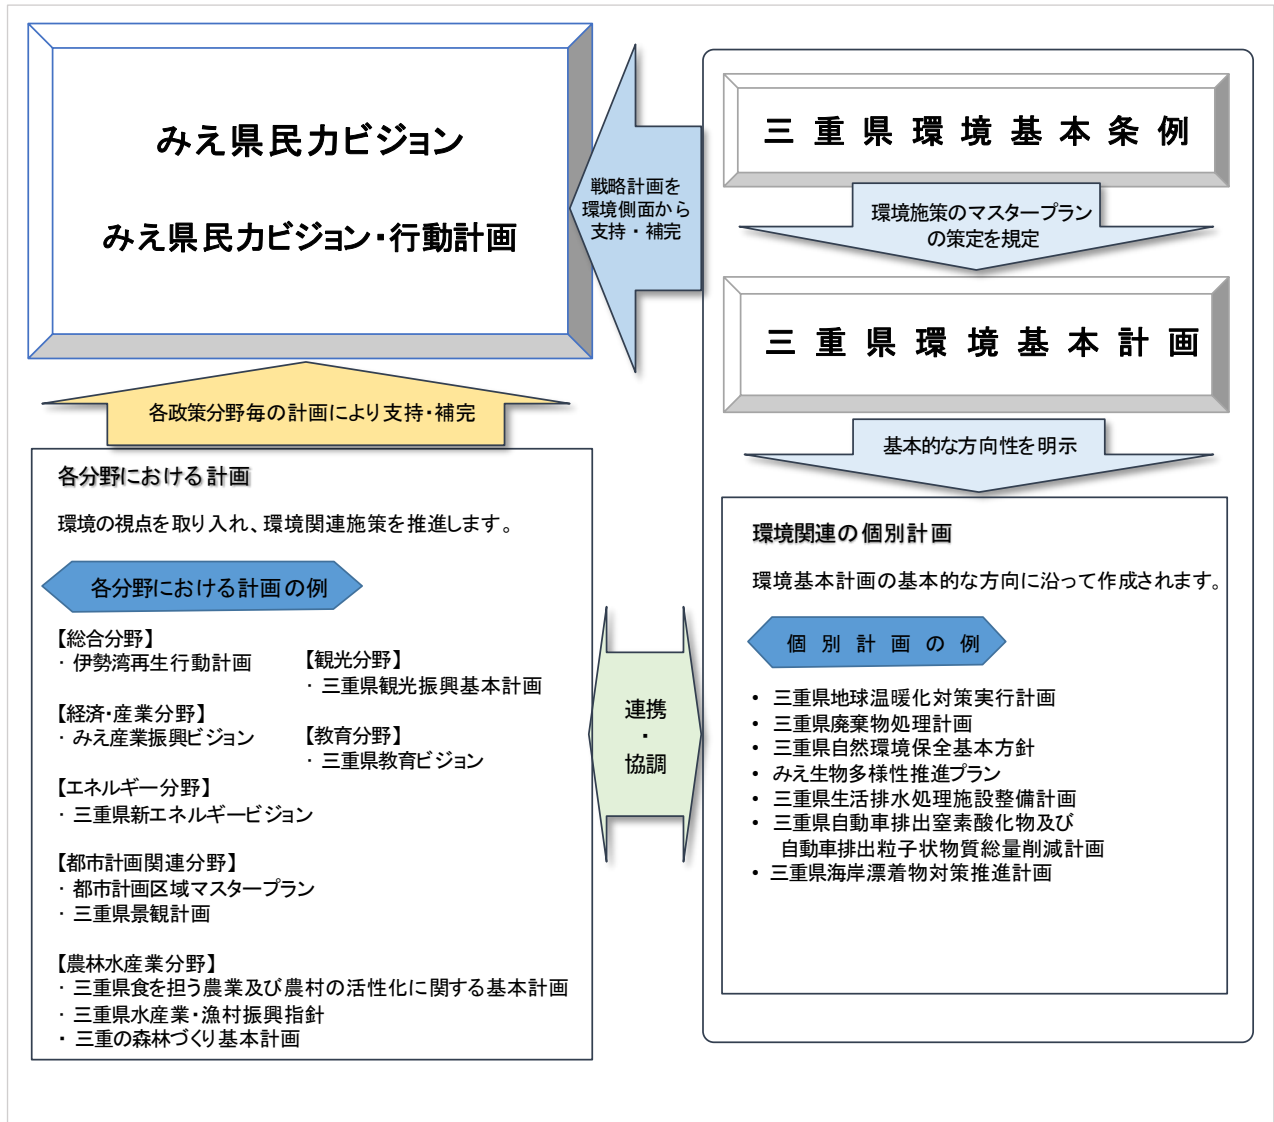 みえ県民力ビジョン
みえ県民力ビジョン・行動計画
戦略計画を
環境側面から
支持・補完
三重県環境基本条例
環境施策のマスタープラン
の策定を規定
三重県環境基本計画
基本的な方向性を明示
各政策分野毎の計画により支持・補完
各分野における計画
環境の視点を取り入れ、環境関連施策を推進します。
各分野における計画の例
【総合分野】
・伊勢湾再生行動計画
【経済・産業分野】
・みえ産業振興ビジョン
【エネルギー分野】
・三重県新エネルギービジョン
【観光分野】
・三重県観光振興基本計画
【教育分野】
・三重県教育ビジョン
【都市計画関連分野】
・都市計画区域マスタープラン
・三重県景観計画
【農林水産業分野】
・三重県食を担う農業及び農村の活性化に関する基本計画
・三重県水産業・漁村振興指針
・三重の森林づくり基本計画
連携
・
協調
環境関連の個別計画
環境基本計画の基本的な方向に沿って作成されます。
個別計画の例
• 三重県地球温暖化対策実行計画
• 三重県廃棄物処理計画
• 三重県自然環境保全基本方針
• みえ生物多様性推進プラン
• 三重県生活排水処理施設整備計画
• 三重県自動車排出窒素酸化物及び
自動車排出粒子状物質総量削減計画
• 三重県海岸漂着物対策推進計画